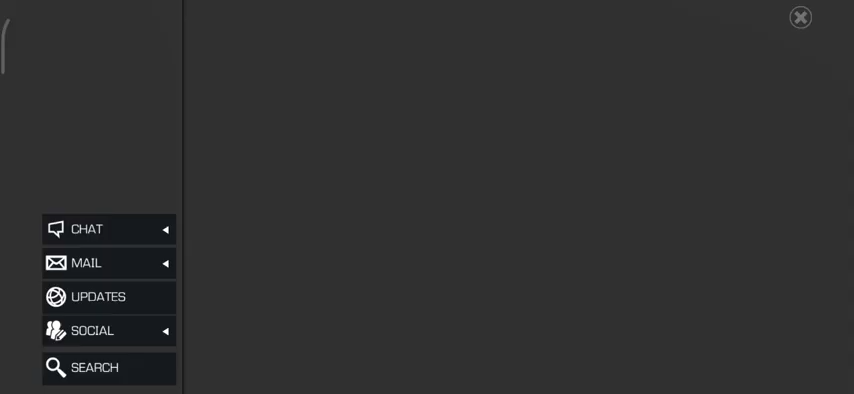 CHAT
MAIL
UPDATES
SOCIAL
SEARCH